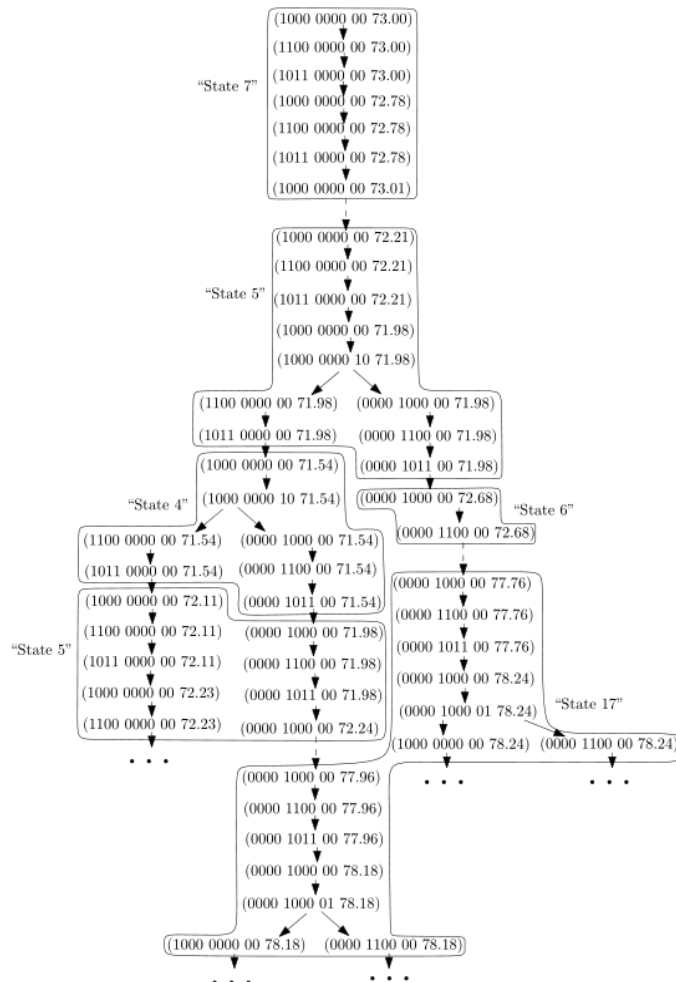 (1000 0000 00 73.00)
(1100 0000 00 73.00)
(1011 0000 00 73.00)
“State 7”
(1000 0000 00 72.78)
(1100 0000 00 72.78)
(1011 0000 00 72.78)
(1000 0000 00 73.01)
(1000 0000 00 72.21)
(1100 0000 00 72.21)
“State 5”
(1011 0000 00 72.21)
(1000 0000 00 71.98)
(1000 0000 10 71.98)
(1100 0000 00 71.98) (0000 1000 00 71.98)
(1011 0000 00 71.98) (0000 1100 00 71.98)
(1000 0000 00 71.54) (0000 1011 00 71.98)
“State 4” (1000 0000 10 71.54) (0000 1000 00 72.68) “State 6”
(1100 0000 00 71.54) (0000 1000 00 71.54) (0000 1100 00 72.68)
(1011 0000 00 71.54) (0000 1100 00 71.54) (0000 1000 00 77.76)
(1000 0000 00 72.11) (0000 1011 00 71.54) (0000 1100 00 77.76)
(1100 0000 00 72.11) (0000 1000 00 71.98) (0000 1011 00 77.76)
“State 5” (1011 0000 00 72.11) (0000 1100 00 71.98) (0000 1000 00 78.24)
(1000 0000 00 72.23) (0000 1011 00 71.98) (0000 1000 01 78.24) “State 17”
(1100 0000 00 72.23) (0000 1000 00 72.24) (1000 0000 00 78.24) (0000 1100 00 78.24)
. . .
(0000 1000 00 77.96) . . . . . .
(0000 1100 00 77.96)
(0000 1011 00 77.96)
(0000 1000 00 78.18)
(0000 1000 01 78.18)
(1000 0000 00 78.18) (0000 1100 00 78.18)
. . . . . .